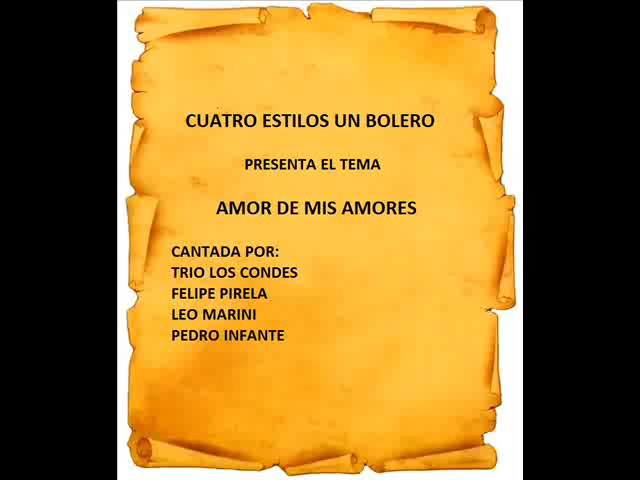 CUATRO ESTILOS UN BOLERO
PRESENTA EL TEMA
AMOR DE MIS AMORES
CANTADA POR:
TRIO LOS CONDES
FELIPE PIRELA
LEO MARINI
PEDRO INFANTE